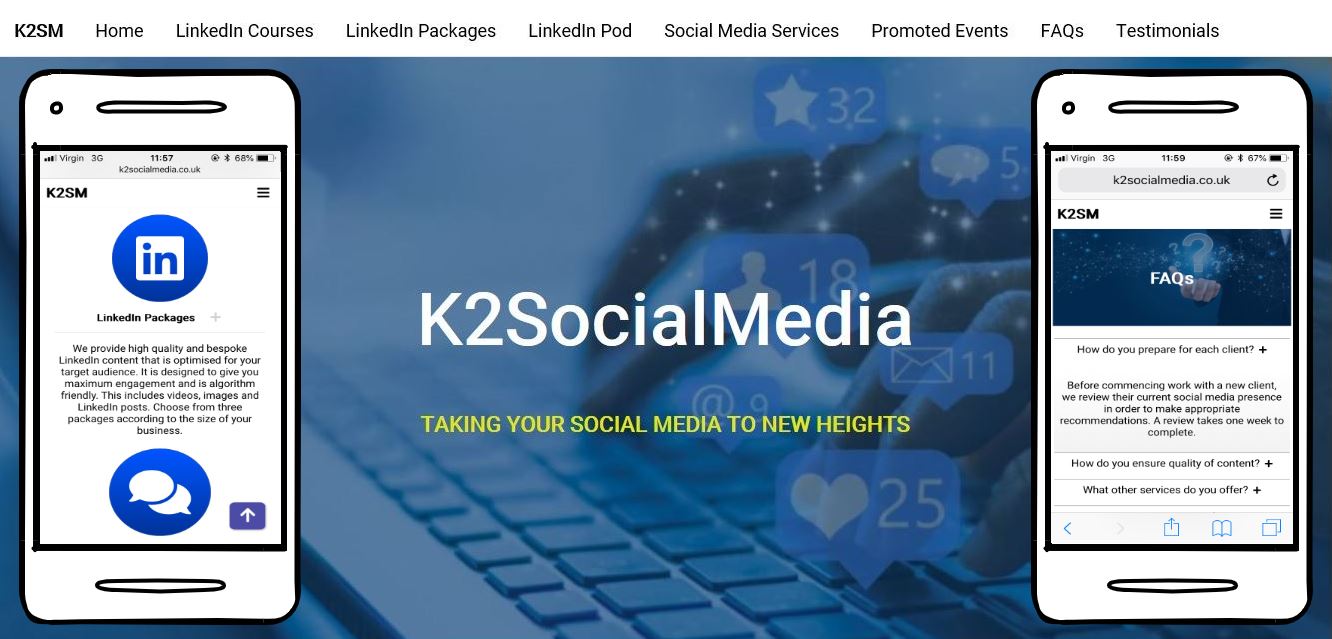 K2SM Home LinkedIn Courses LinkedIn Packages LinkedIn Pod Social Media Services Promoted Events FAQs Testimonials
Virgin 3G 11:57 68%
k2socialmedia.co.uk
K2SM
in
LinkedIn Packages +
We provide high quality and bespoke
LinkedIn content that is optimised for your
target audience. It is designed to give you
maximum engagement and is algorithm
friendly. This includes videos, images and
LinkedIn posts. Choose from three
packages according to the size of your
business.
32
5
18
11
@ 9
25
K2SocialMedia
TAKING YOUR SOCIAL MEDIA TO NEW HEIGHTS
Virgin 3G 11:59 67%
k2socialmedia.co.uk
K2SM
FAQs
How do you prepare for each client? +
Before commencing work with a new client,
we review their current social media presence
in order to make appropriate
recommendations. A review takes one week to
complete.
How do you ensure quality of content? +
What other services do you offer? +